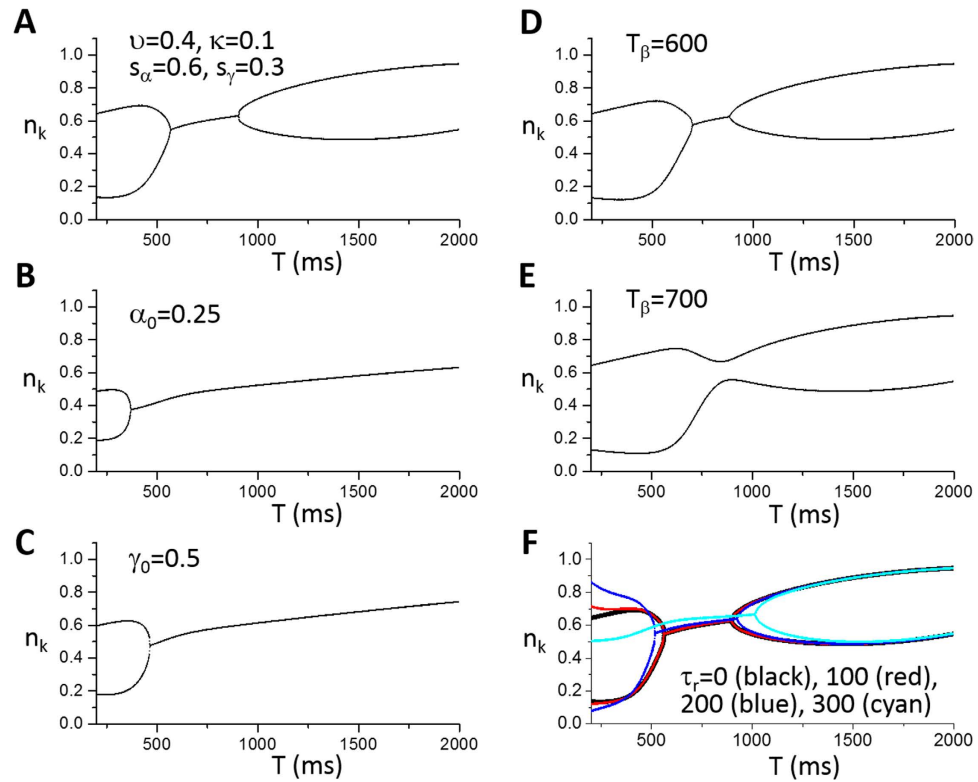 A
υ=0.4, κ=0.1
sα=0.6, sγ=0.3
1.0
0.8
nk 0.6
0.4
0.2
0.0
500 1000 1500 2000
T (ms)
B
α0=0.25
1.0
0.8
nk 0.6
0.4
0.2
0.0
500 1000 1500 2000
T (ms)
C
γ0=0.5
1.0
0.8
nk 0.6
0.4
0.2
0.0
500 1000 1500 2000
T (ms)
D
Tβ=600
1.0
0.8
nk 0.6
0.4
0.2
0.0
500 1000 1500 2000
T (ms)
E
Tβ=700
1.0
0.8
nk 0.6
0.4
0.2
0.0
500 1000 1500 2000
T (ms)
F
1.0
0.8
nk 0.6
0.4
0.2
0.0
τr=0 (black), 100 (red),
200 (blue), 300 (cyan)
500 1000 1500 2000
T (ms)